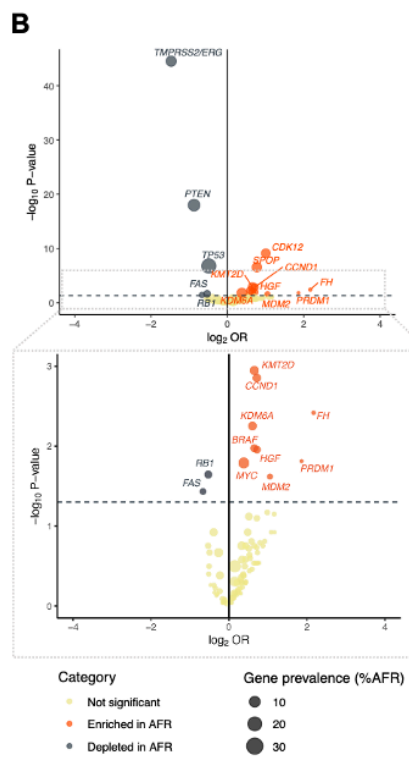 B
TMPRSS2/ERG
40
–log₁₀ P-value
PTEN
20
CDK12
10
TP53
SPOP
CCND1
KMT2D
FAS
HGF
FH
0
RB1
KDM6A
MDM2
PRDM1
−4 −2 0 2 4
log₂ OR
3
KMT2D
CCND1
KDM6A
FH
–log₁₀ P-value
BRAF
2
RB1
HGF
PRDM1
FAS
MYC
MDM2
1
0
−4 −2 0 2 4
log₂ OR
Category
Not significant
Enriched in AFR
Depleted in AFR
Gene prevalence (%AFR)
10
20
30